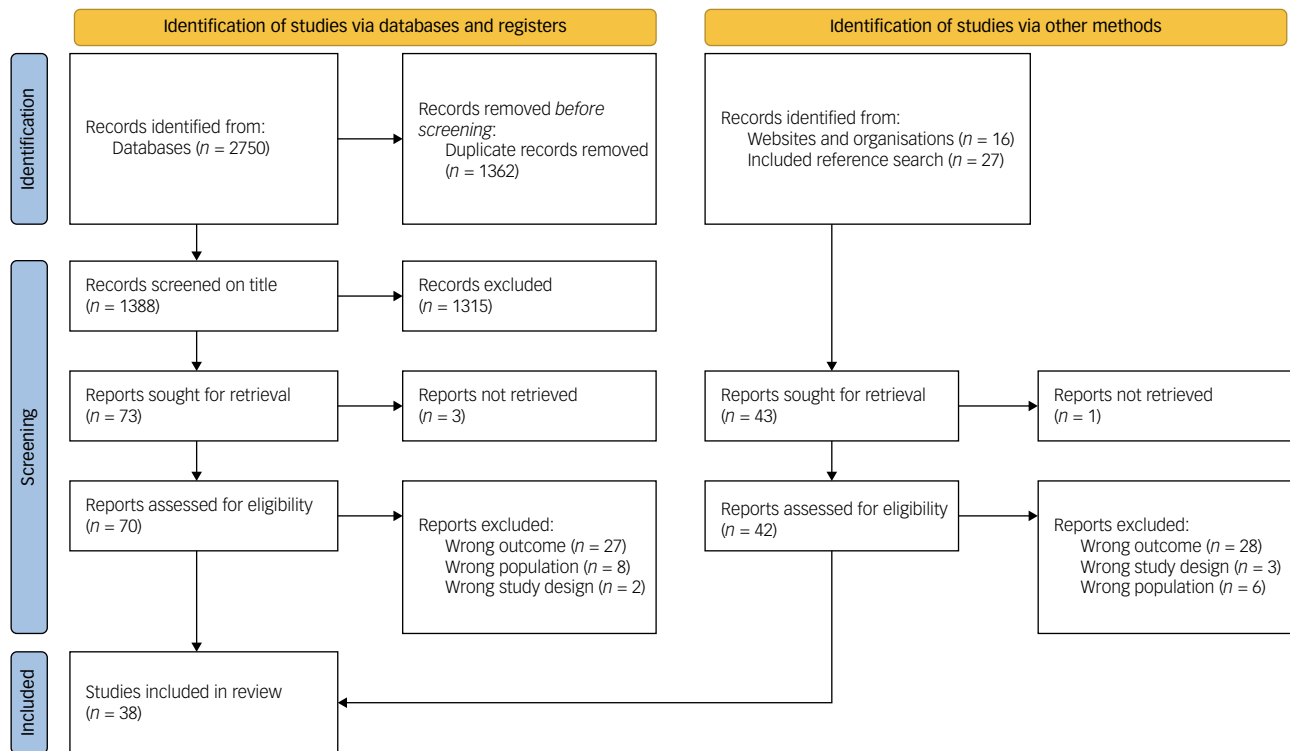 Identification of studies via databases and registers
Identification of studies via other methods
Identification
Records identified from:
Databases (n = 2750)
Records removed before
screening:
Duplicate records removed
(n = 1362)
Records identified from:
Websites and organisations (n = 16)
Included reference search (n = 27)
Screening
Records screened on title
(n = 1388)
Records excluded
(n = 1315)
Reports sought for retrieval
(n = 73)
Reports not retrieved
(n = 3)
Reports sought for retrieval
(n = 43)
Reports not retrieved
(n = 1)
Reports assessed for eligibility
(n = 70)
Reports excluded:
Wrong outcome (n = 27)
Wrong population (n = 8)
Wrong study design (n = 2)
Reports assessed for eligibility
(n = 42)
Reports excluded:
Wrong outcome (n = 28)
Wrong study design (n = 3)
Wrong population (n = 6)
Included
Studies included in review
(n = 38)